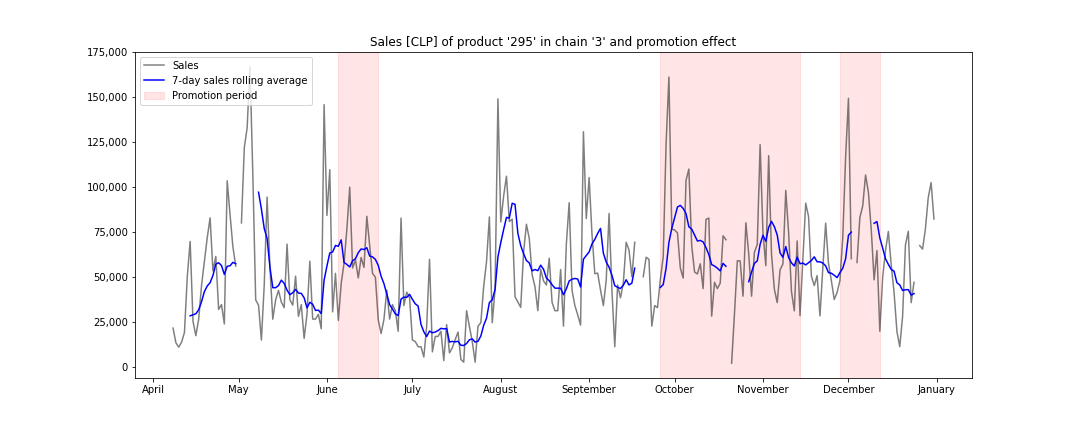 Sales [CLP] of product '295' in chain '3' and promotion effect
175,000
150,000
125,000
100,000
75,000
50,000
25,000
0
Sales
7-day sales rolling average
Promotion period
April May June July August September October November December January